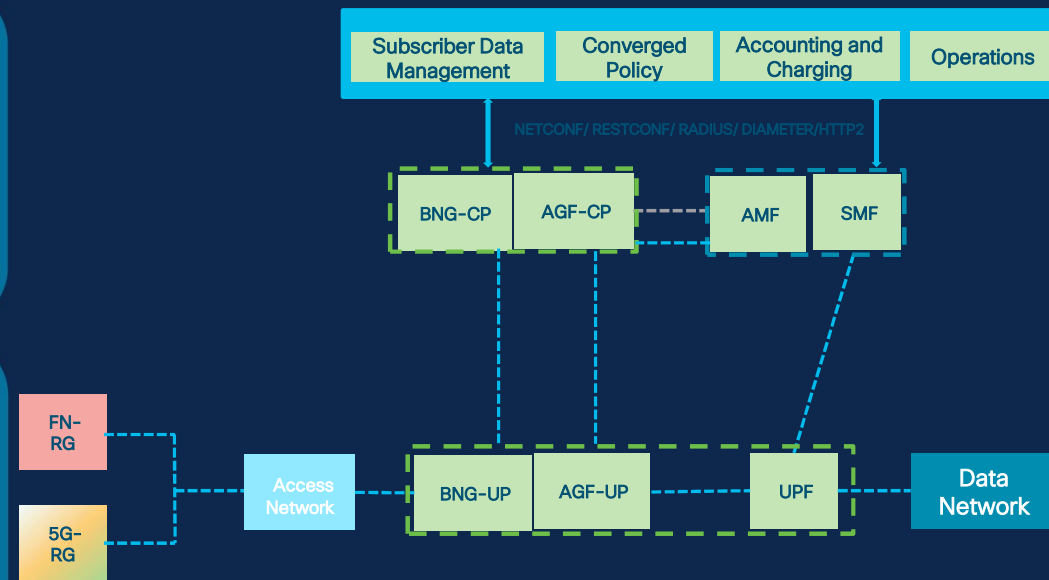 Subscriber Data
Management
Converged
Policy
Accounting and
Charging
Operations
NETCONF/ RESTCONF/ RADIUS/ DIAMETER/HTTP2
BNG-CP
AGF-CP
AMF
SMF
FN-
RG
5G-
RG
Access
Network
BNG-UP
AGF-UP
UPF
Data
Network